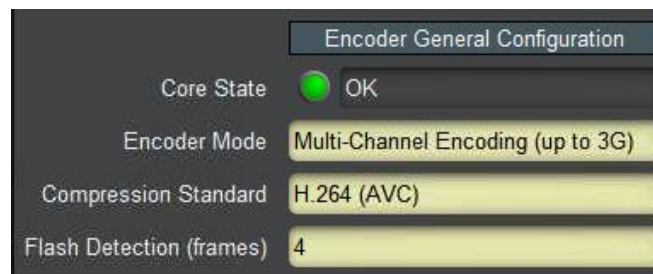 Encoder General Configuration
Core State OK
Encoder Mode Multi-Channel Encoding (up to 3G)
Compression Standard H.264 (AVC)
Flash Detection (frames) 4